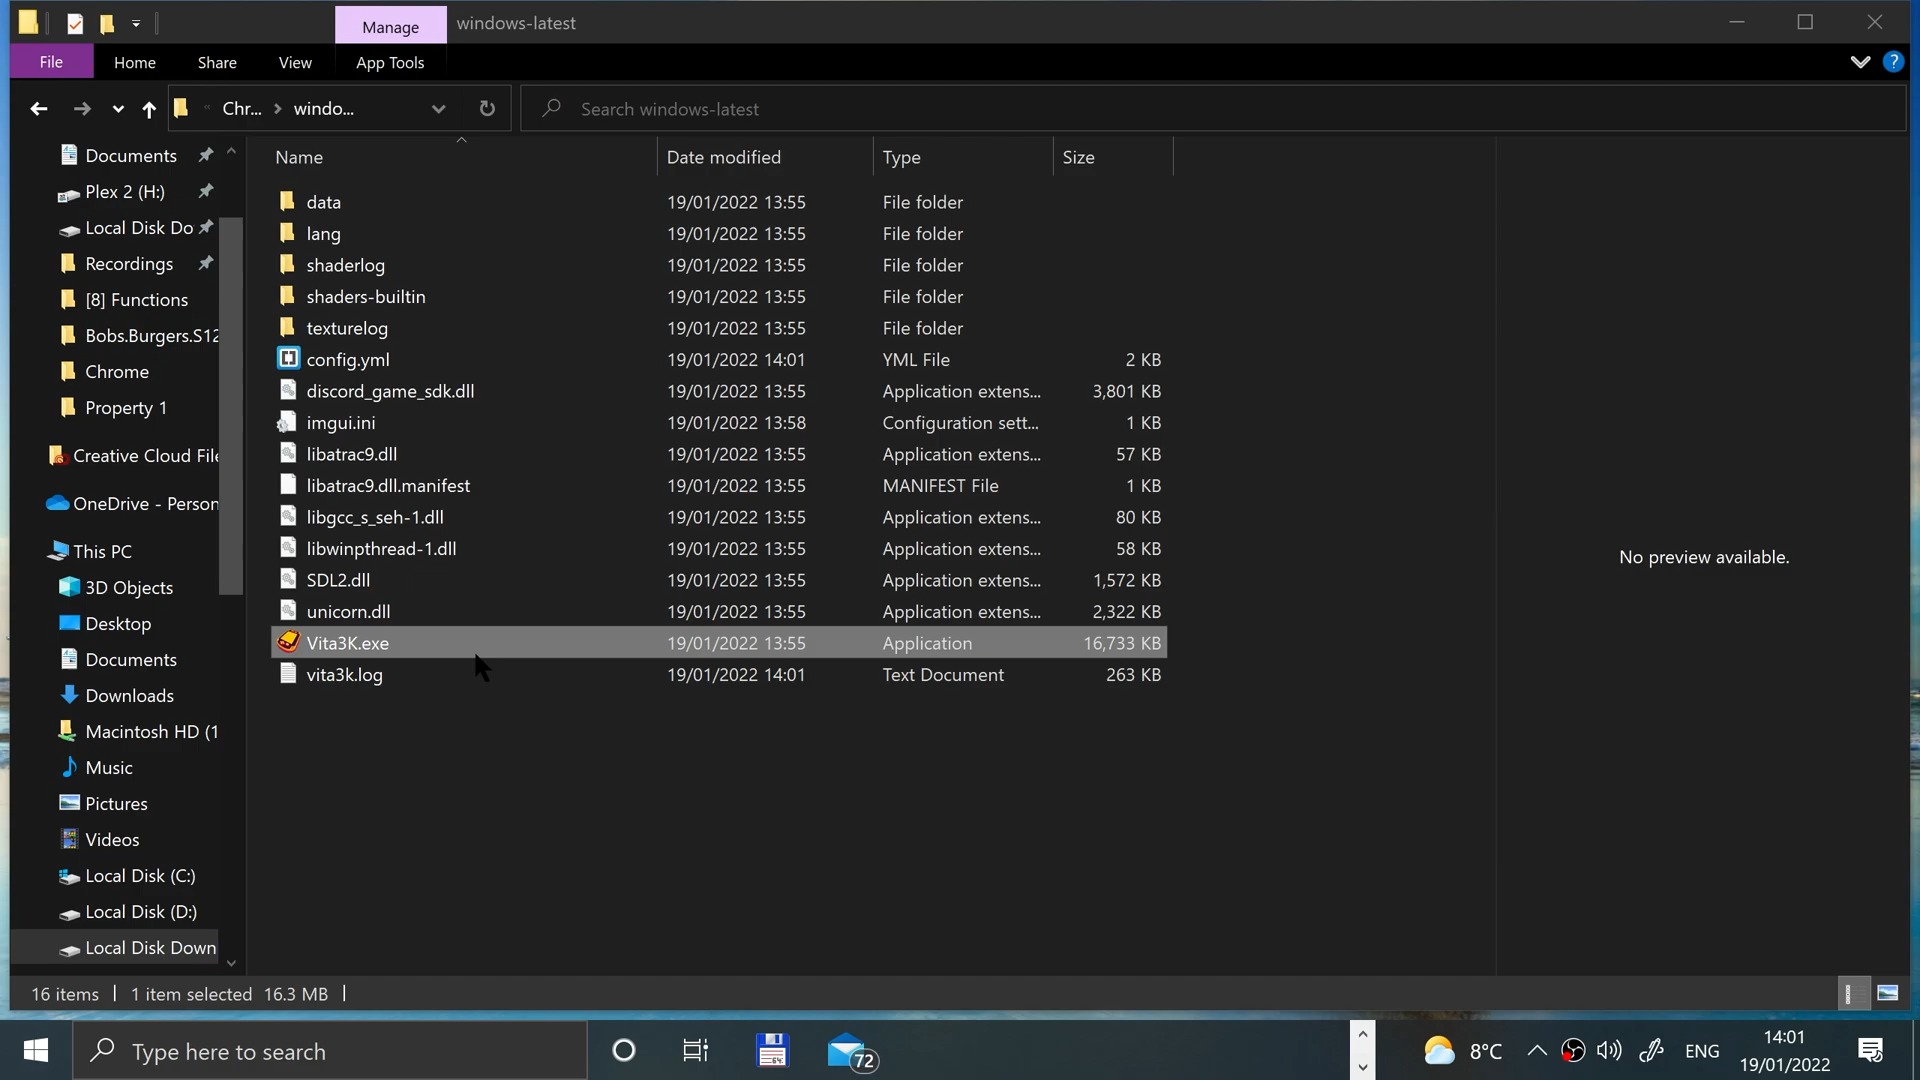 Manage
windows-latest
File
Home
Share
View
App Tools
?
« Chr... > windo...
Search windows-latest
Name
Date modified
Type
Size
Documents
Plex 2 (H:)
Local Disk Do
Recordings
[8] Functions
Bobs.Burgers.S12
Chrome
Property 1
Creative Cloud File
OneDrive - Person
This PC
3D Objects
Desktop
Documents
Downloads
Macintosh HD (1
Music
Pictures
Videos
Local Disk (C:)
Local Disk (D:)
Local Disk Down
data 19/01/2022 13:55 File folder
lang 19/01/2022 13:55 File folder
shaderlog 19/01/2022 13:55 File folder
shaders-builtin 19/01/2022 13:55 File folder
texturelog 19/01/2022 13:55 File folder
config.yml 19/01/2022 14:01 YML File 2 KB
discord_game_sdk.dll 19/01/2022 13:55 Application extens... 3,801 KB
imgui.ini 19/01/2022 13:58 Configuration sett... 1 KB
libatrac9.dll 19/01/2022 13:55 Application extens... 57 KB
libatrac9.dll.manifest 19/01/2022 13:55 MANIFEST File 1 KB
libgcc_s_seh-1.dll 19/01/2022 13:55 Application extens... 80 KB
libwinpthread-1.dll 19/01/2022 13:55 Application extens... 58 KB
SDL2.dll 19/01/2022 13:55 Application extens... 1,572 KB
unicorn.dll 19/01/2022 13:55 Application extens... 2,322 KB
Vita3K.exe 19/01/2022 13:55 Application 16,733 KB
vita3k.log 19/01/2022 14:01 Text Document 263 KB
No preview available.
16 items
1 item selected 16.3 MB
Type here to search
64
72
8°C
ENG
14:01
19/01/2022